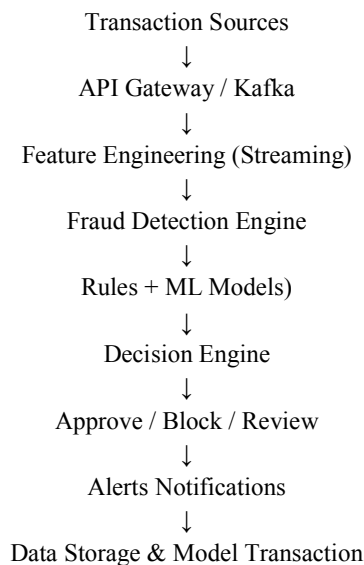 Transaction Sources
↓
API Gateway / Kafka
↓
Feature Engineering (Streaming)
↓
Fraud Detection Engine
↓
Rules + ML Models)
↓
Decision Engine
↓
Approve / Block / Review
↓
Alerts Notifications
↓
Data Storage & Model Transaction